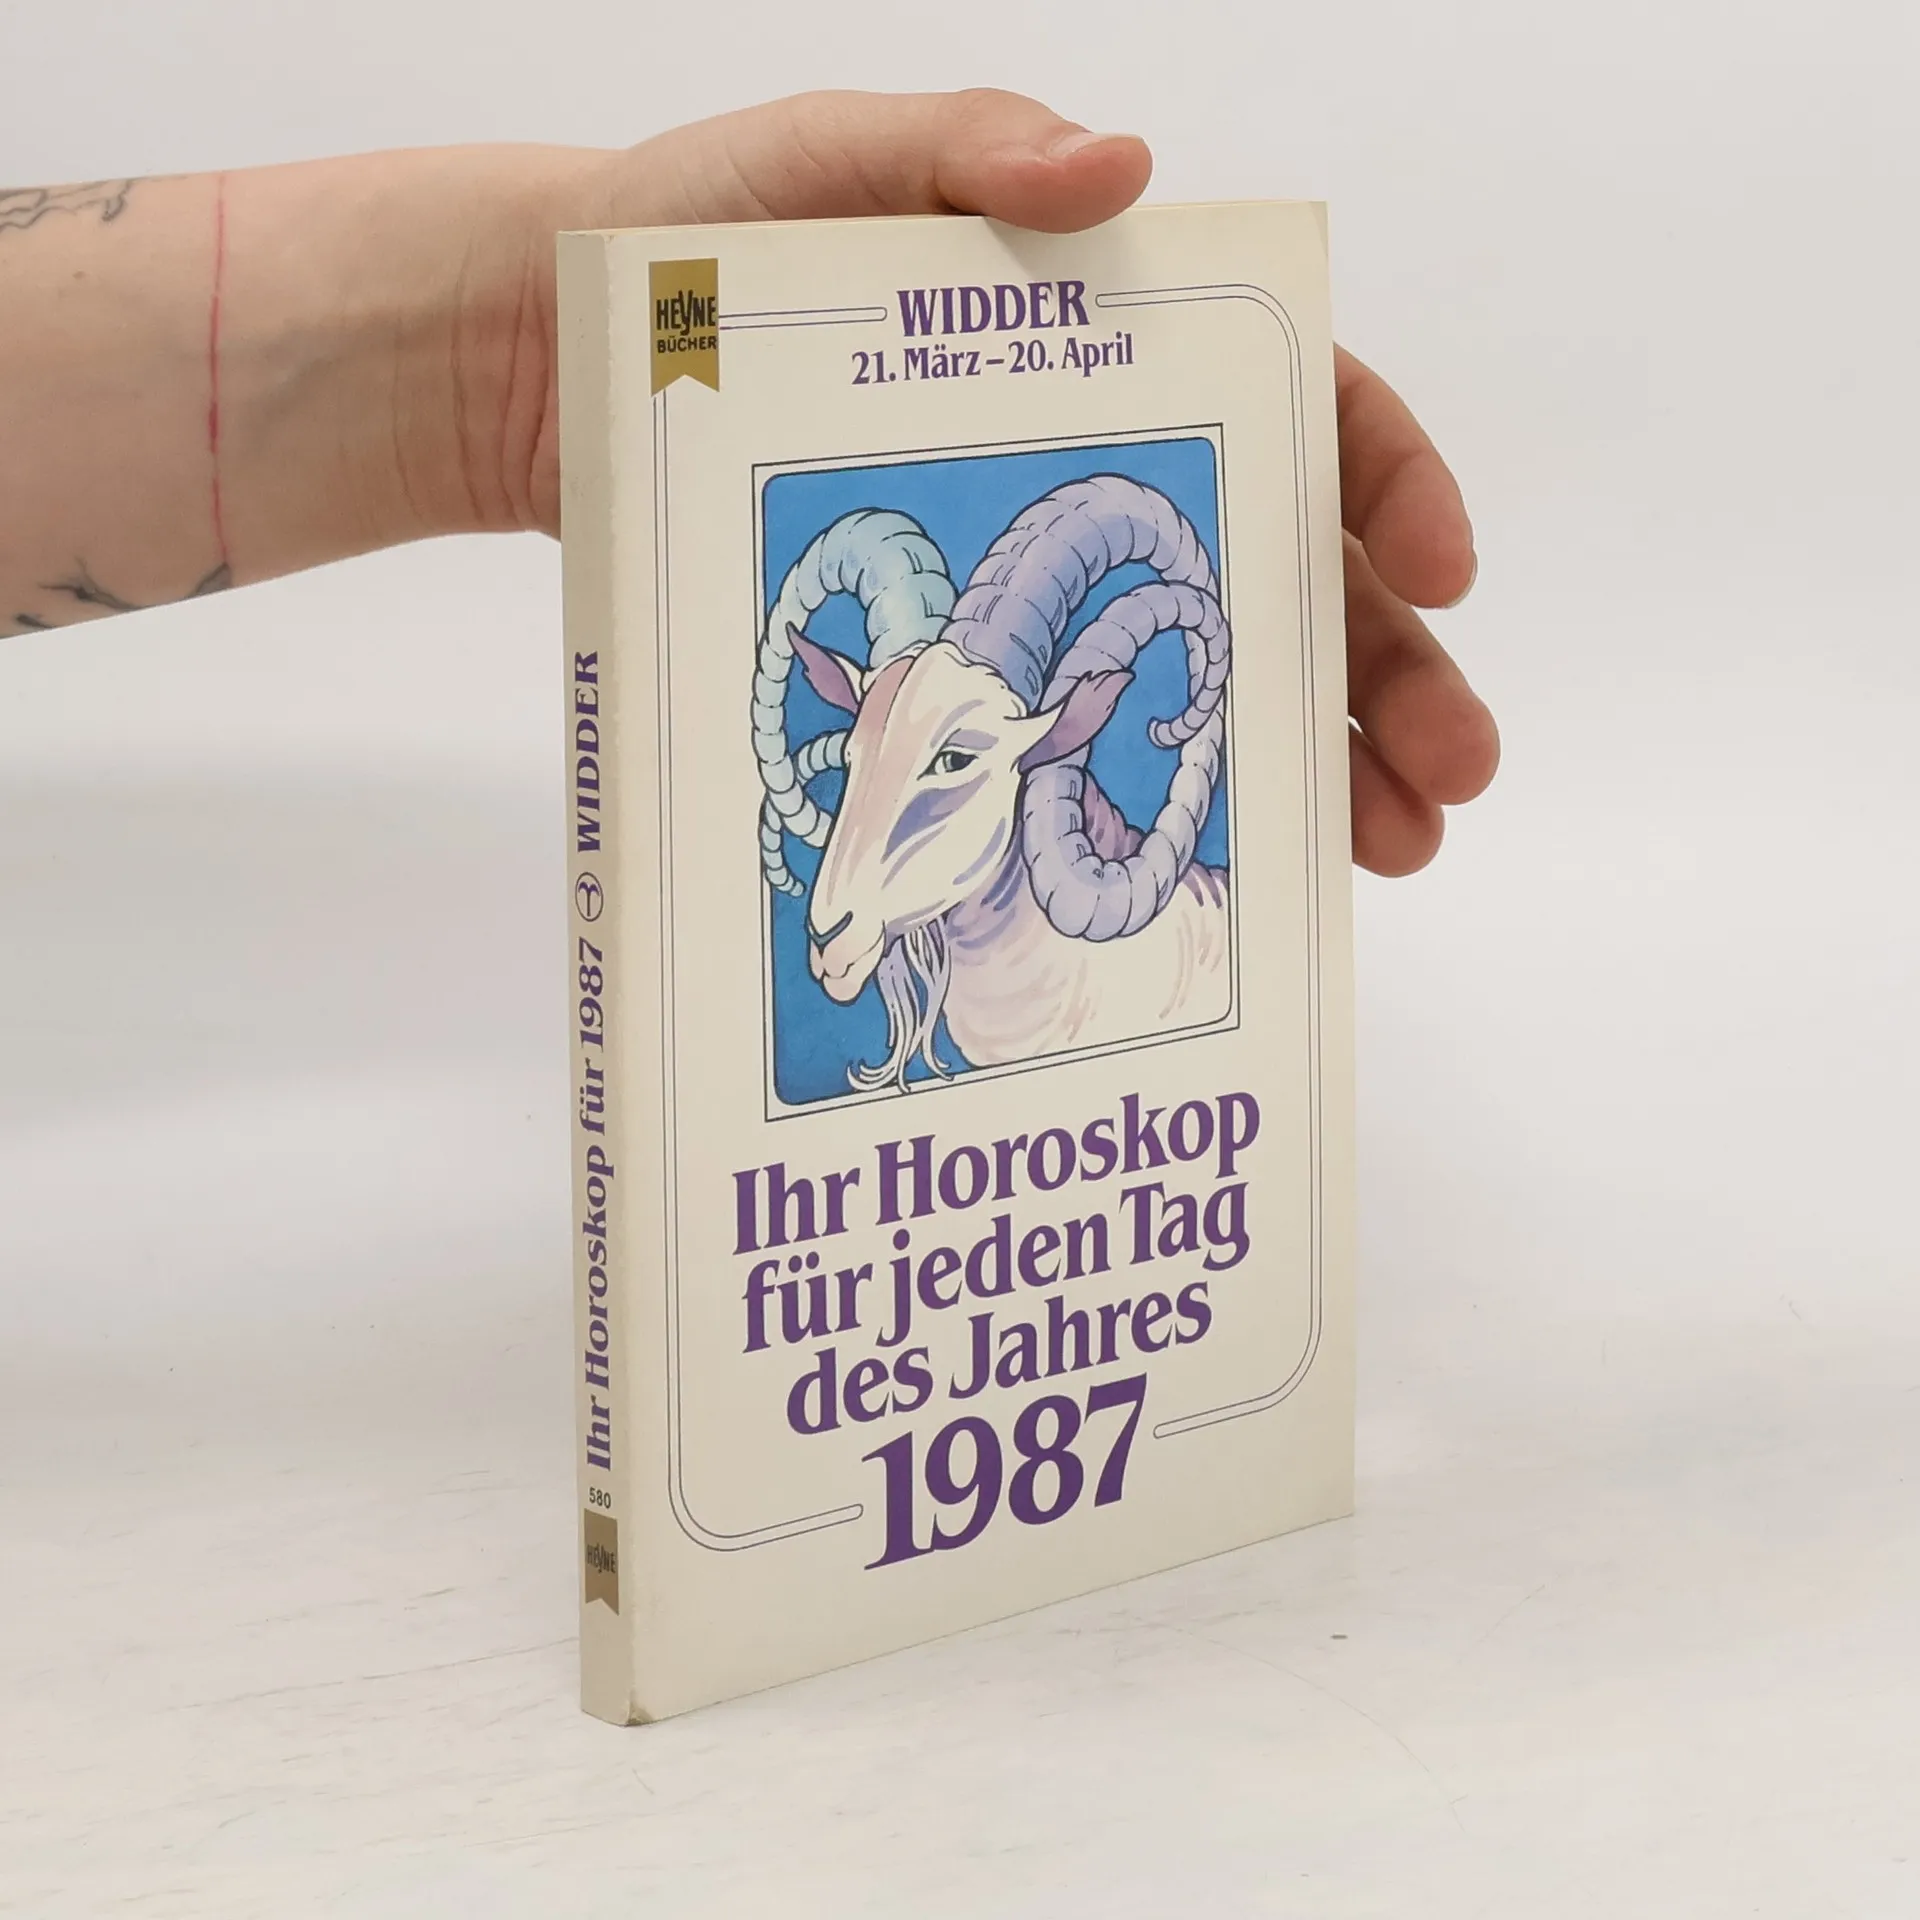 HEYNE
BÜCHER
WIDDER
21. März – 20. April
Ihr Horoskop
für jeden Tag
des Jahres
1987
Ihr Horoskop für 1987 WIDDER
580
HEYNE